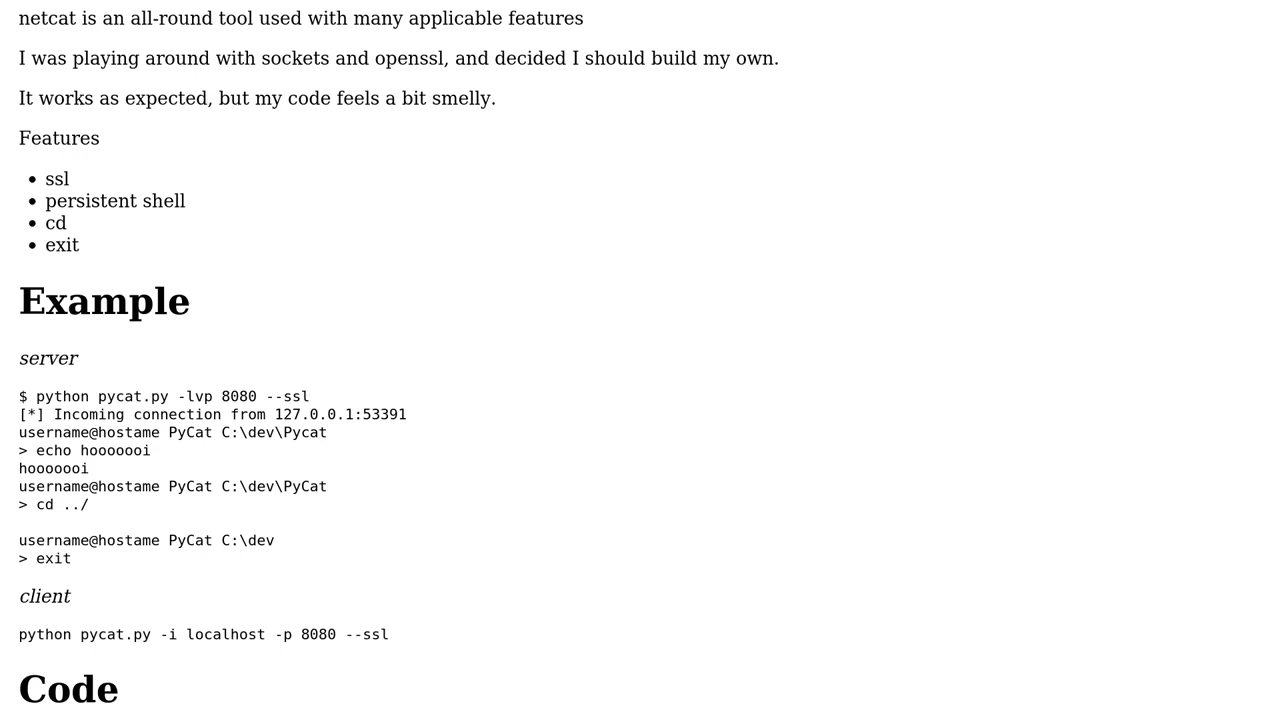 netcat is an all-round tool used with many applicable features
I was playing around with sockets and openssl, and decided I should build my own.
It works as expected, but my code feels a bit smelly.
Features
• ssl
• persistent shell
• cd
• exit
Example
server
$ python pycat.py -lvp 8080 --ssl
[*] Incoming connection from 127.0.0.1:53391
username@hostame PyCat C:\dev\Pycat
> echo hooooooi
hooooooi
username@hostame PyCat C:\dev\PyCat
> cd ../
username@hostame PyCat C:\dev
> exit
client
python pycat.py -i localhost -p 8080 --ssl
Code